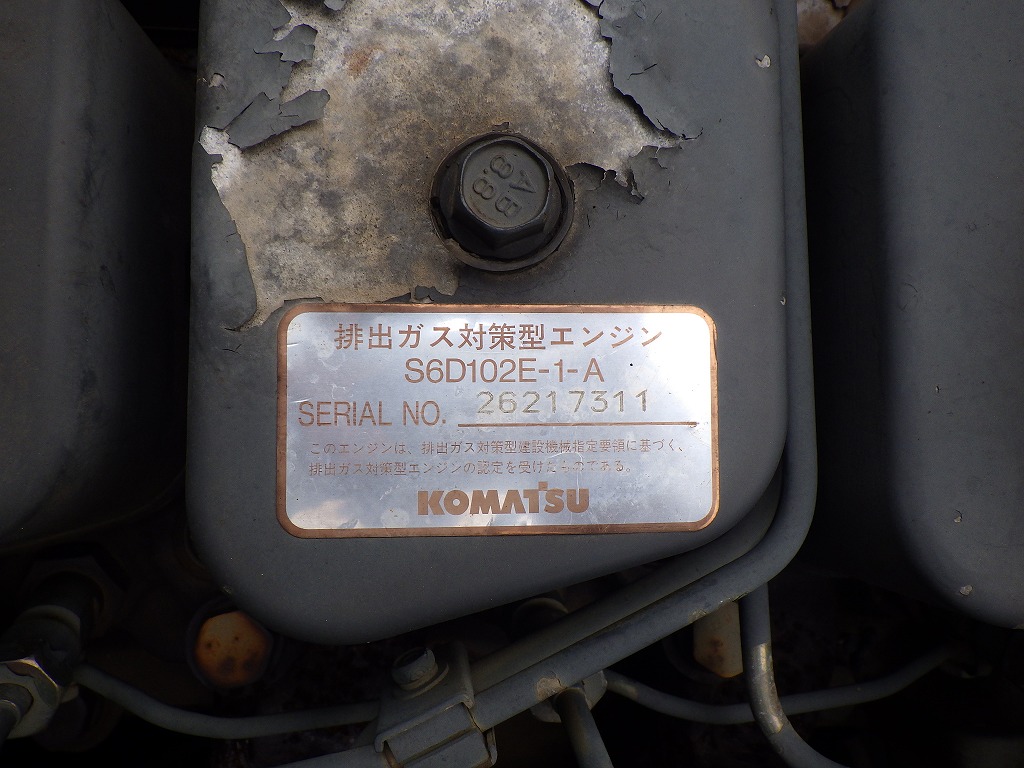 AB
8.8
排出ガス対策型エンジン
S6D102E-1-A
SERIAL NO. 26217311
このエンジンは、排出ガス対策型建設機械指定要領に基づく、
排出ガス対策型エンジンの認定を受けたものである。
KOMATSU